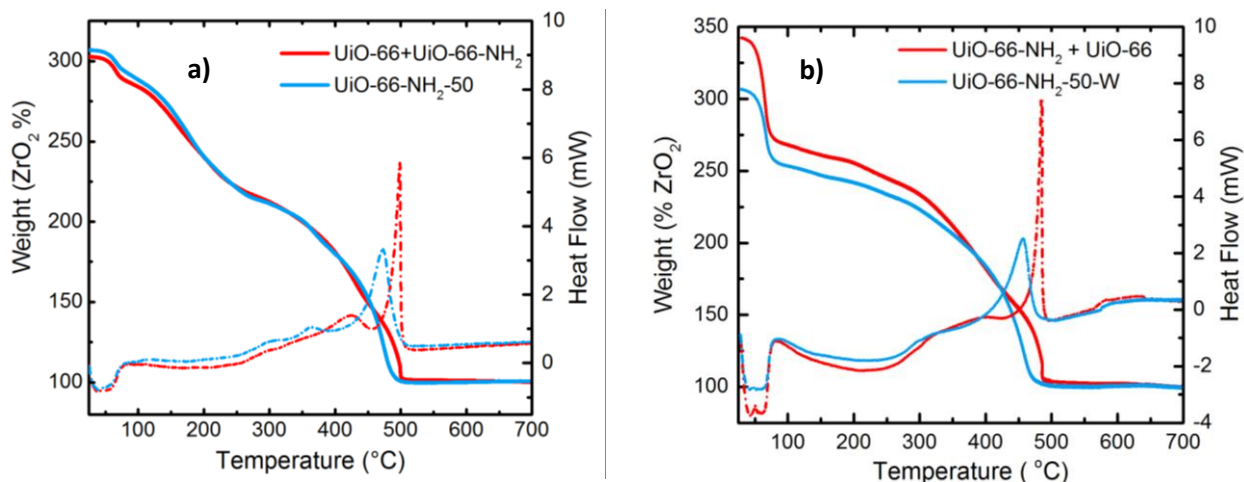 a)
UiO-66+UiO-66-NH₂
UiO-66-NH₂-50
Weight (ZrO₂ %)
300
250
200
150
100
Heat Flow (mW)
10
8
6
4
2
0
100 200 300 400 500 600 700
Temperature (°C)
b)
UiO-66-NH₂ + UiO-66
UiO-66-NH₂-50-W
Weight (% ZrO₂)
350
300
250
200
150
100
Heat Flow (mW)
10
8
6
4
2
0
-2
-4
100 200 300 400 500 600 700
Temperature ( °C)